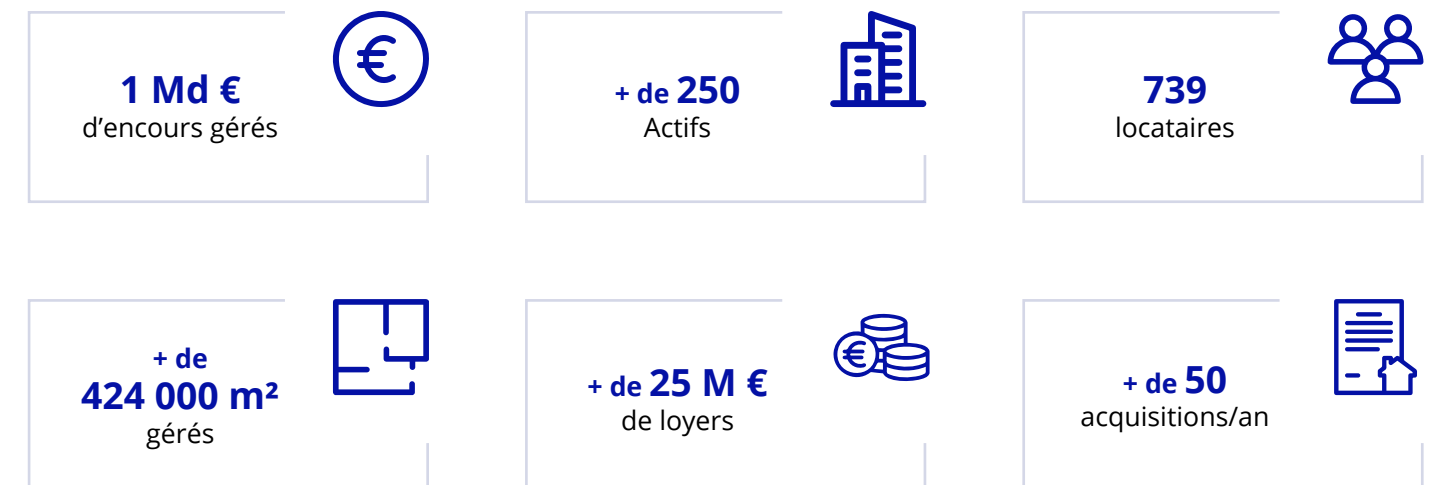 1 Md €
d’encours gérés
+ de 250
Actifs
739
locataires
+ de
424 000 m²
gérés
+ de 25 M €
de loyers
+ de 50
acquisitions/an